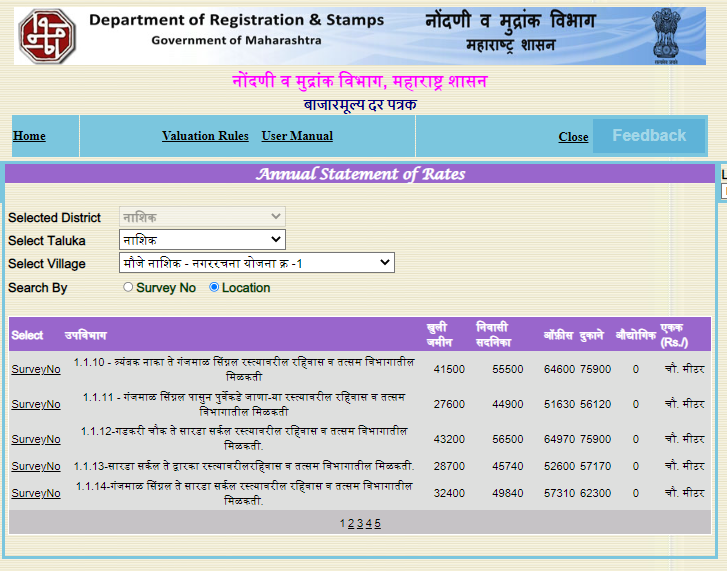 Department of Registration & Stamps
Government of Maharashtra
नोंदणी व मुद्रांक विभाग
महाराष्ट्र शासन
नोंदणी व मुद्रांक विभाग, महाराष्ट्र शासन
बाजारमूल्य दर पत्रक
Home Valuation Rules User Manual Close Feedback
Annual Statement of Rates
Selected District नाशिक
Select Taluka नाशिक
Select Village मौजे नाशिक - नगररचना योजना क्र -1
Search By Survey No Location
Select उपविभाग खुली जमीन निवासी सदनिका ऑफ़ीस दुकाने औद्योगिक एकक (Rs./)
SurveyNo 1.1.10 - त्र्यंबक नाका ते गंजमाळ सिंग्नल रस्त्यावरील रहिवास व तत्सम विभागातील मिळकती 41500 55500 64600 75900 0 चौ. मीटर
SurveyNo 1.1.11 - गंजमाळ सिंग्नल पासुन पुर्वेकडे जाणा-या रस्त्यावरील रहिवास व तत्सम विभागातील मिळकती 27600 44900 51630 56120 0 चौ. मीटर
SurveyNo 1.1.12-गडकरी चौक ते सारडा सर्कल रस्त्यावरील रहिवास व तत्सम विभागातील मिळकती. 43200 56500 64970 75900 0 चौ. मीटर
SurveyNo 1.1.13-सारडा सर्कल ते द्वारका रस्त्यावरीलरहिवास व तत्सम विभागातील मिळकती. 28700 45740 52600 57170 0 चौ. मीटर
SurveyNo 1.1.14-गंजमाळ सिंग्नल ते सारडा सर्कल रस्त्यावरील रहिवास व तत्सम विभागातील मिळकती. 32400 49840 57310 62300 0 चौ. मीटर
1 2 3 4 5